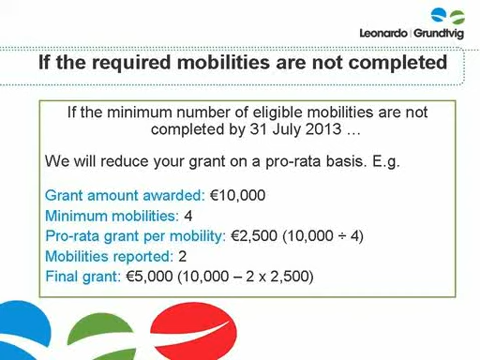 Leonardo Grundtvig
If the required mobilities are not completed
If the minimum number of eligible mobilities are not
completed by 31 July 2013 …
We will reduce your grant on a pro-rata basis. E.g.
Grant amount awarded: €10,000
Minimum mobilities: 4
Pro-rata grant per mobility: €2,500 (10,000 ÷ 4)
Mobilities reported: 2
Final grant: €5,000 (10,000 – 2 x 2,500)